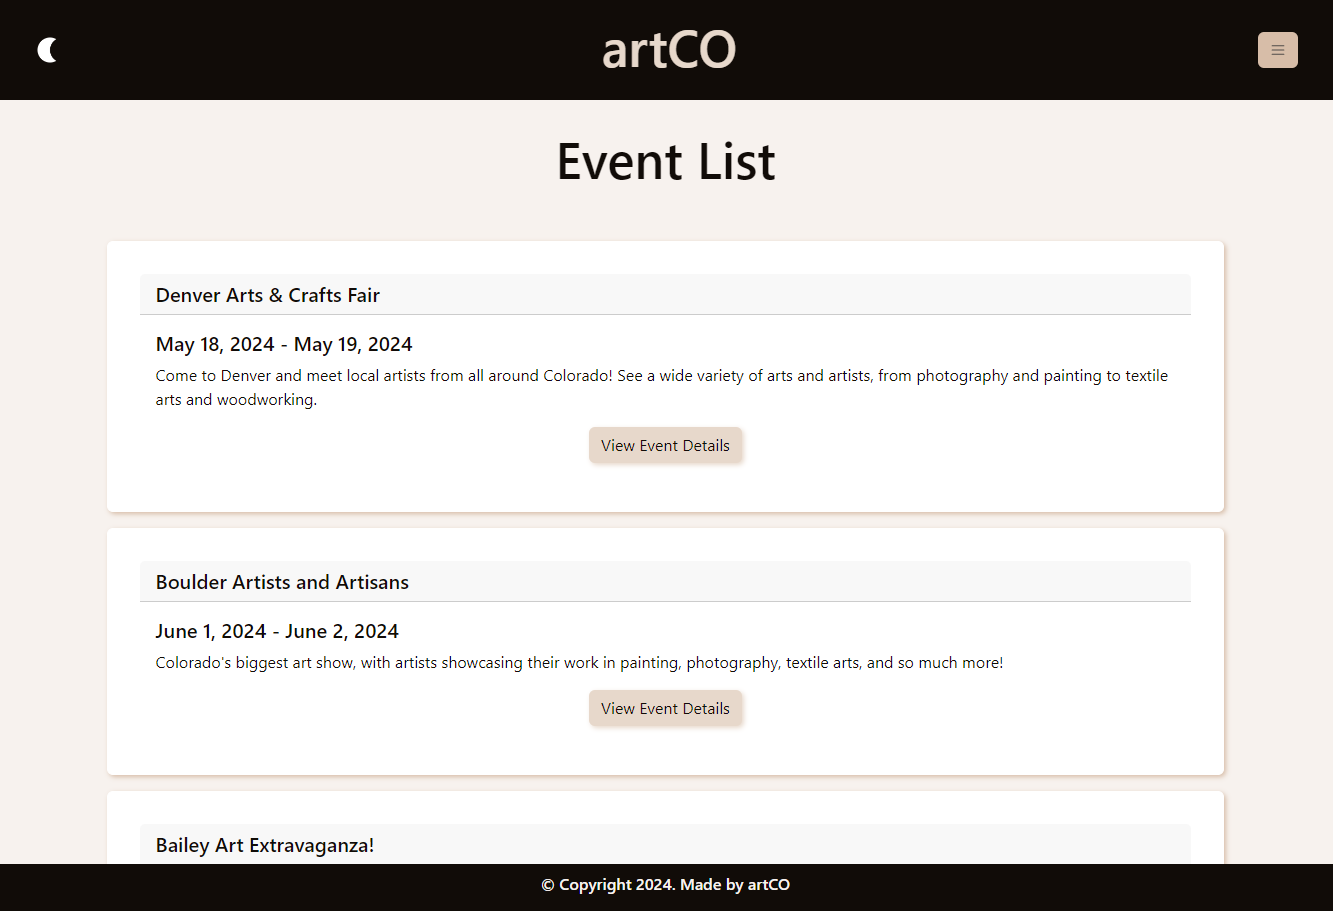 artCO
Event List
Denver Arts & Crafts Fair
May 18, 2024 - May 19, 2024
Come to Denver and meet local artists from all around Colorado! See a wide variety of arts and artists, from photography and painting to textile
arts and woodworking.
View Event Details
Boulder Artists and Artisans
June 1, 2024 - June 2, 2024
Colorado's biggest art show, with artists showcasing their work in painting, photography, textile arts, and so much more!
View Event Details
Bailey Art Extravaganza!
© Copyright 2024. Made by artCO